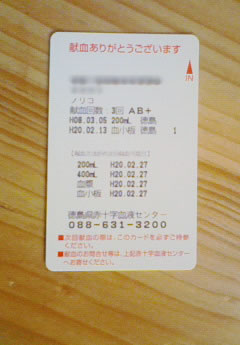 献血ありがとうございます
IN
ノリコ
献血回数:3回 AB+
H08.03.05 200mL 徳島
H20.02.13 血小板 徳島 1
200mL H20.02.27
400mL H20.02.27
血漿 H20.02.27
血小板 H20.02.27
徳島県赤十字血液センター
088-631-3200
■次回献血の際は、このカードを必ずご持参ください。
■献血のお問合せ等は、上記赤十字血液センターへお寄せください。